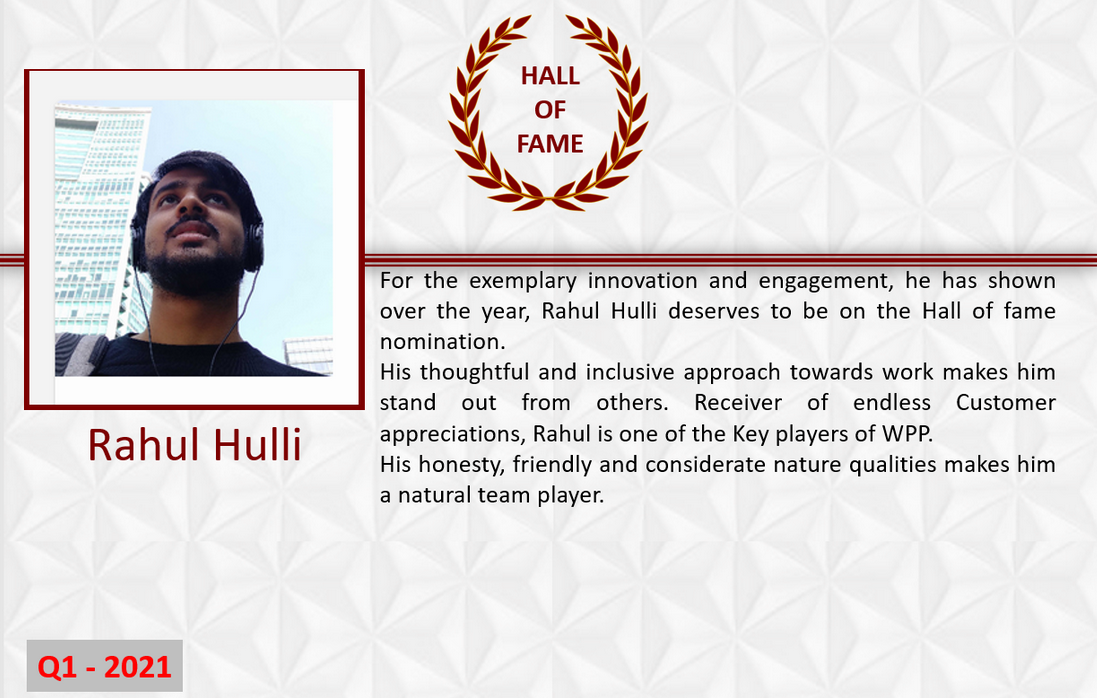 HALL
OF
FAME
For the exemplary innovation and engagement, he has shown
over the year, Rahul Hulli deserves to be on the Hall of fame
nomination.
His thoughtful and inclusive approach towards work makes him
stand out from others. Receiver of endless Customer
appreciations, Rahul is one of the Key players of WPP.
His honesty, friendly and considerate nature qualities makes him
a natural team player.
Rahul Hulli
Q1 - 2021